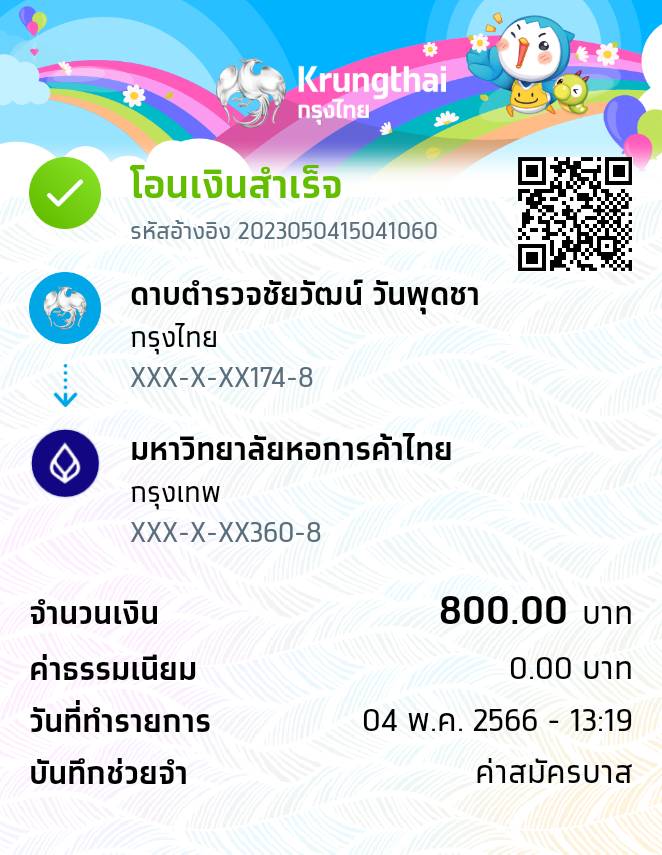 Krungthai
กรุงไทย
โอนเงินสำเร็จ
รหัสอ้างอิง 2023050415041060
ดาบตำรวจชัยวัฒน์ วันพุดชา
กรุงไทย
XXX-X-XX174-8
มหาวิทยาลัยหอการค้าไทย
กรุงเทพ
XXX-X-XX360-8
จำนวนเงิน 800.00 บาท
ค่าธรรมเนียม 0.00 บาท
วันที่ทำรายการ 04 พ.ค. 2566 - 13:19
บันทึกช่วยจำ ค่าสมัครบาส